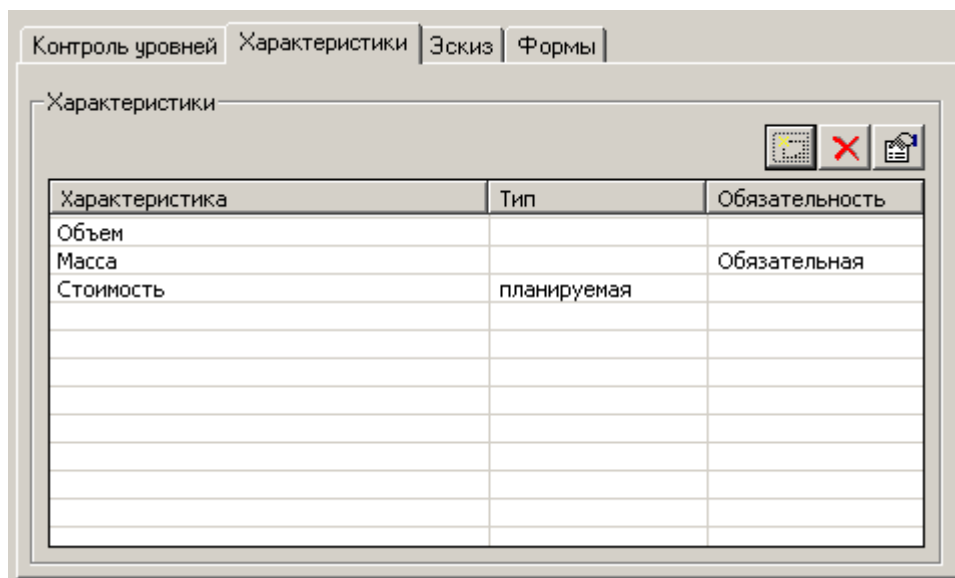 Контроль уровней Характеристики Эскиз Формы
Характеристики
Характеристика Тип Обязательность
Объем
Масса Обязательная
Стоимость планируемая